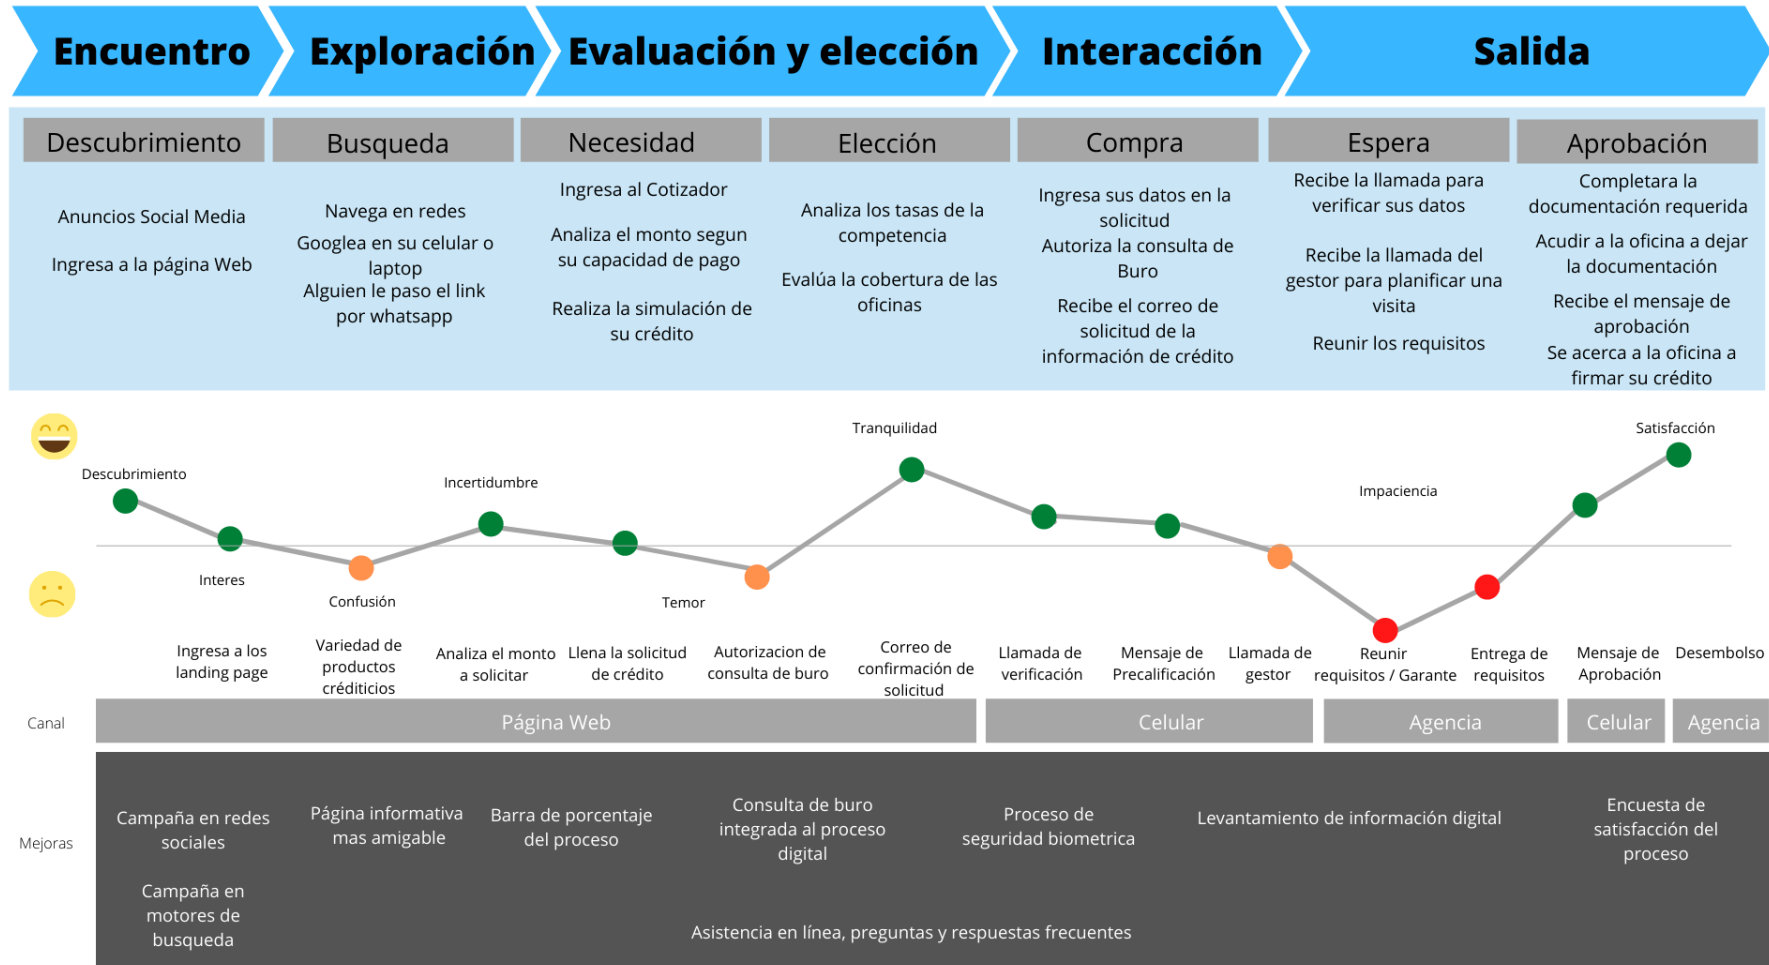 Encuentro
Exploración
Evaluación y elección
Interacción
Salida
Descubrimiento
Busqueda
Necesidad
Elección
Compra
Espera
Aprobación
Anuncios Social Media
Ingresa a la página Web
Navega en redes
Googlea en su celular o
laptop
Alguien le paso el link
por whatsapp
Ingresa al Cotizador
Analiza el monto segun
su capacidad de pago
Realiza la simulación de
su crédito
Analiza los tasas de la
competencia
Evalúa la cobertura de las
oficinas
Ingresa sus datos en la
solicitud
Autoriza la consulta de
Buro
Recibe el correo de
solicitud de la
información de crédito
Recibe la llamada para
verificar sus datos
Recibe la llamada del
gestor para planificar una
visita
Reunir los requisitos
Completara la
documentación requerida
Acudir a la oficina a dejar
la documentación
Recibe el mensaje de
aprobación
Se acerca a la oficina a
firmar su crédito
Descubrimiento
Interes
Confusión
Incertidumbre
Temor
Tranquilidad
Impaciencia
Satisfacción
Ingresa a los
landing page
Variedad de
productos
créditicios
Analiza el monto
a solicitar
Llena la solicitud
de crédito
Autorizacion de
consulta de buro
Correo de
confirmación de
solicitud
Llamada de
verificación
Mensaje de
Precalificación
Llamada de
gestor
Reunir
requisitos / Garante
Entrega de
requisitos
Mensaje de
Aprobación
Desembolso
Canal
Página Web
Celular
Agencia
Celular
Agencia
Mejoras
Campaña en redes
sociales
Campaña en
motores de
busqueda
Página informativa
mas amigable
Barra de porcentaje
del proceso
Consulta de buro
integrada al proceso
digital
Proceso de
seguridad biometrica
Levantamiento de información digital
Encuesta de
satisfacción del
proceso
Asistencia en línea, preguntas y respuestas frecuentes